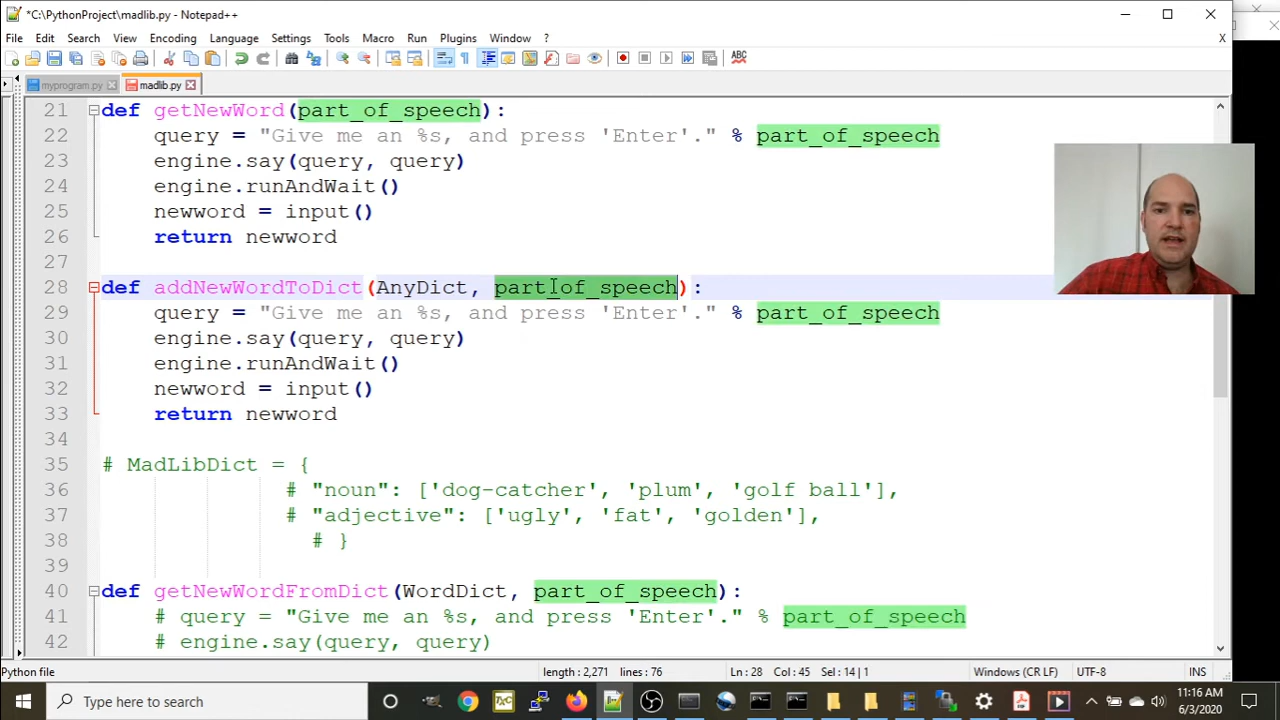 *C:\PythonProject\madlib.py - Notepad++
File Edit Search View Encoding Language Settings Tools Macro Run Plugins Window ? X
myprogram.py madlib.py
21 def getNewWord(part_of_speech):
22 query = "Give me an %s, and press 'Enter'." % part_of_speech
23 engine.say(query, query)
24 engine.runAndWait()
25 newword = input()
26 return newword
27
28 def addNewWordToDict(AnyDict, part_of_speech):
29 query = "Give me an %s, and press 'Enter'." % part_of_speech
30 engine.say(query, query)
31 engine.runAndWait()
32 newword = input()
33 return newword
34
35 # MadLibDict = {
36 # "noun": ['dog-catcher', 'plum', 'golf ball'],
37 # "adjective": ['ugly', 'fat', 'golden'],
38 # }
39
40 def getNewWordFromDict(WordDict, part_of_speech):
41 # query = "Give me an %s, and press 'Enter'." % part_of_speech
42 # engine.say(query, query)
Python file length : 2,271 lines : 76 Ln : 28 Col : 45 Sel : 14 | 1 Windows (CR LF) UTF-8 INS
Type here to search 11:16 AM
6/3/2020